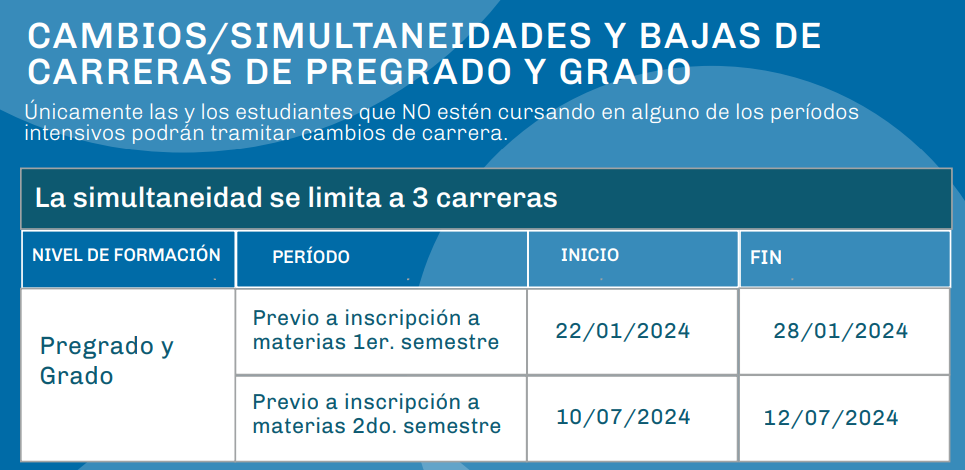 CAMBIOS/SIMULTANEIDADES Y BAJAS DE
CARRERAS DE PREGRADO Y GRADO
Únicamente las y los estudiantes que NO estén cursando en alguno de los períodos
intensivos podrán tramitar cambios de carrera.
La simultaneidad se limita a 3 carreras
NIVEL DE FORMACIÓN PERÍODO INICIO FIN
Pregrado y
Grado
Previo a inscripción a
materias 1er. semestre
22/01/2024 28/01/2024
Previo a inscripción a
materias 2do. semestre
10/07/2024 12/07/2024